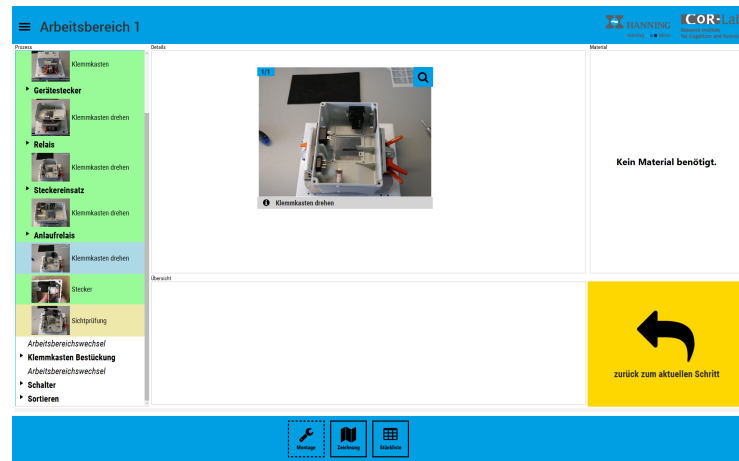 Arbeitsbereich 1
HANNING
CoR-Lab
Prozess
Klemmkasten
Gerätestecker
Klemmkasten drehen
Relais
Klemmkasten drehen
Steckereinsatz
Klemmkasten drehen
Anlaufrelais
Klemmkasten drehen
Stecker
Sichtprüfung
Arbeitsbereichswechsel
Klemmkasten Bestückung
Arbeitsbereichswechsel
Schalter
Sortieren
Details
1/1
Klemmkasten drehen
Übersicht
Material
Kein Material benötigt.
zurück zum aktuellen Schritt
Montage
Zeichnung
Stückliste